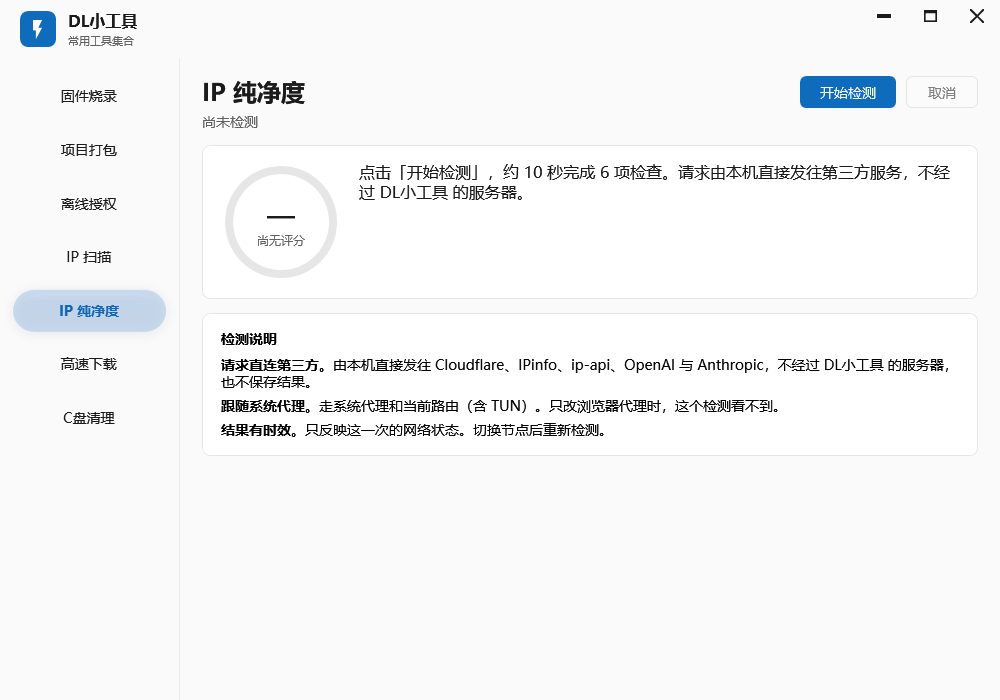 DL小工具
常用工具集合
固件烧录
项目打包
离线授权
IP 扫描
IP 纯净度
高速下载
C盘清理
IP 纯净度
尚未检测
开始检测
取消
—
尚无评分
点击「开始检测」，约 10 秒完成 6 项检查。请求由本机直接发往第三方服务，不经
过 DL小工具 的服务器。
检测说明
请求直连第三方。由本机直接发往 Cloudflare、IPinfo、ip-api、OpenAI 与 Anthropic，不经过 DL小工具 的服务器，
也不保存结果。
跟随系统代理。走系统代理和当前路由（含 TUN）。只改浏览器代理时，这个检测看不到。
结果有时效。只反映这一次的网络状态。切换节点后重新检测。